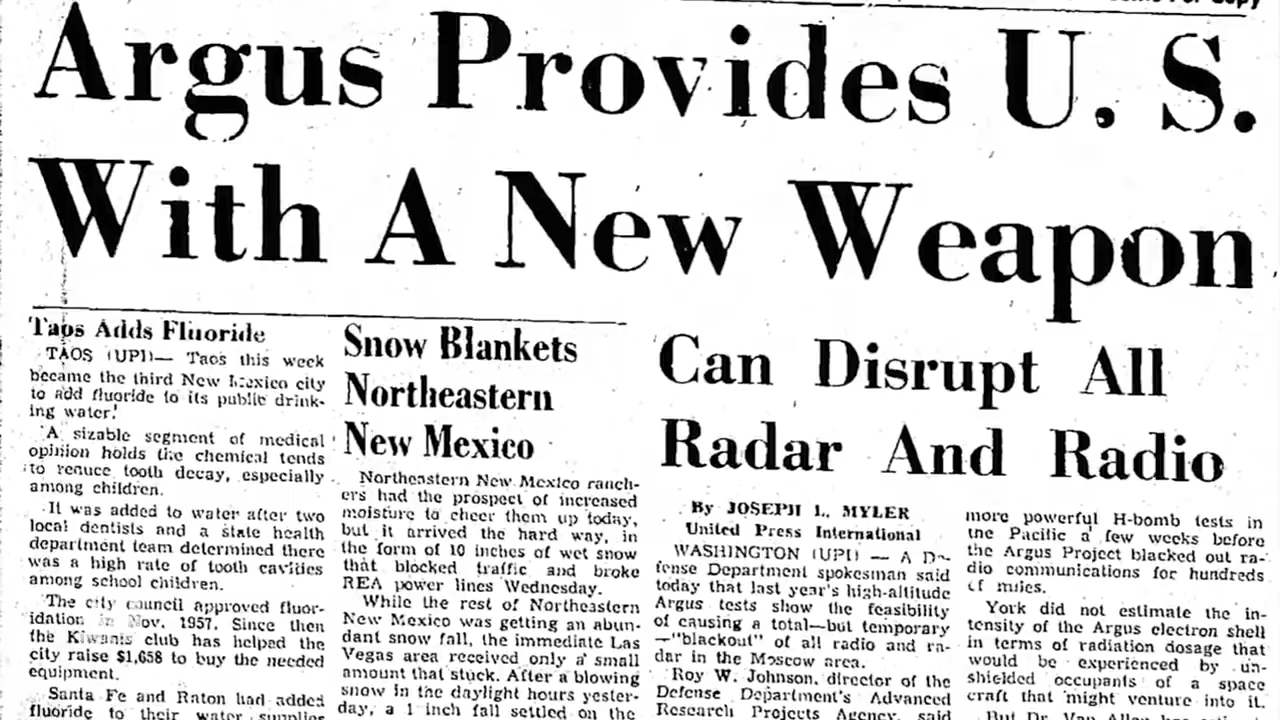 Copy
Argus Provides U. S.
With A New Weapon
Taos Adds Fluoride
TAOS (UPI)— Taos this week
became the third New Mexico city
to add fluoride to its public drink-
ing water.
A sizable segment of medical
opinion holds the chemical tends
to reduce tooth decay, especially
among children.
It was added to water after two
local dentists and a state health
department team determined there
was a high rate of tooth cavities
among school children.
The city council approved fluor-
idation in Nov. 1957. Since then
the Kiwanis club has helped the
city raise $1,658 to buy the needed
equipment.
Santa Fe and Raton had added
fluoride to their water supplies
Snow Blankets
Northeastern
New Mexico
Northeastern New Mexico ranch-
ers had the prospect of increased
moisture to cheer them up today,
but it arrived the hard way, in
the form of 10 inches of wet snow
that blocked traffic and broke
REA power lines Wednesday.
While the rest of Northeastern
New Mexico was getting an abun-
dant snow fall, the immediate Las
Vegas area received only a small
amount that stuck. After a blowing
snow in the daylight hours yester-
day, a 1 inch fall settled on the
Can Disrupt All
Radar And Radio
By JOSEPH L. MYLER
United Press International
WASHINGTON (UPI) — A De-
fense Department spokesman said
today that last year's high-altitude
Argus tests show the feasibility
of causing a total—but temporary
—"blackout" of all radio and ra-
dar in the Moscow area.
Roy W. Johnson, director of the
Defense Department's Advanced
Research Projects Agency, said
more powerful H-bomb tests in
the Pacific a few weeks before
the Argus Project blacked out ra-
dio communications for hundreds
of miles.
York did not estimate the in-
tensity of the Argus electron shell
in terms of radiation dosage that
would be experienced by un-
shielded occupants of a space
craft that might venture into it.
But Dr. Van Allen